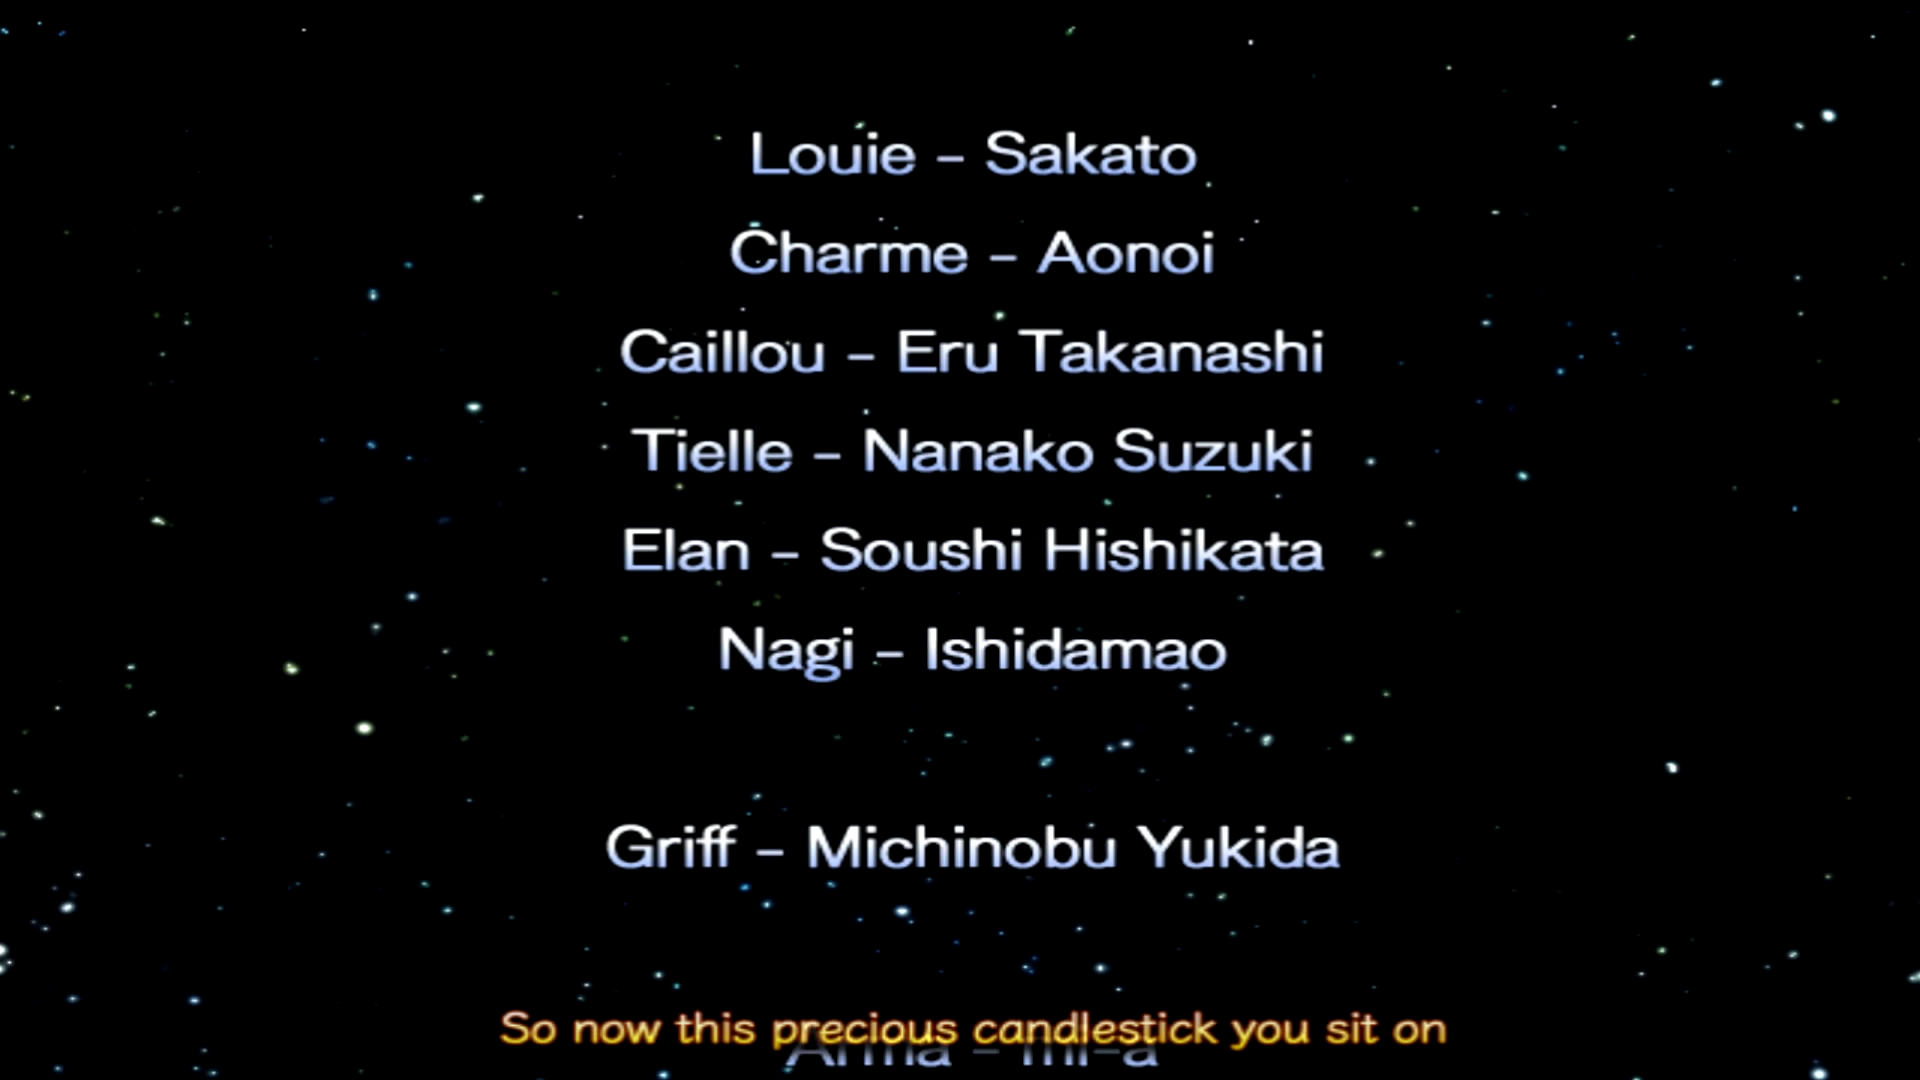 Louie – Sakato
Charme – Aonoi
Caillou – Eru Takanashi
Tielle – Nanako Suzuki
Elan – Soushi Hishikata
Nagi – Ishidamao
Griff – Michinobu Yukida
So now this precious candlestick you sit on
– mi-a